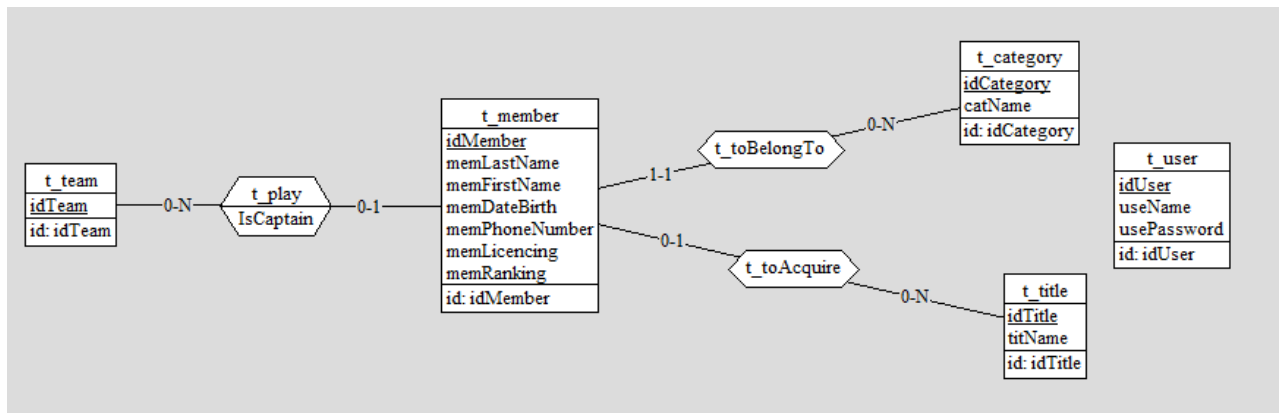 t_team
idTeam
id: idTeam
0-N
t_play
IsCaptain
0-1
t_member
idMember
memLastName
memFirstName
memDateBirth
memPhoneNumber
memLicencing
memRanking
id: idMember
1-1
t_toBelongTo
0-N
t_category
idCategory
catName
id: idCategory
0-1
t_toAcquire
0-N
t_title
idTitle
titName
id: idTitle
t_user
idUser
useName
usePassword
id: idUser